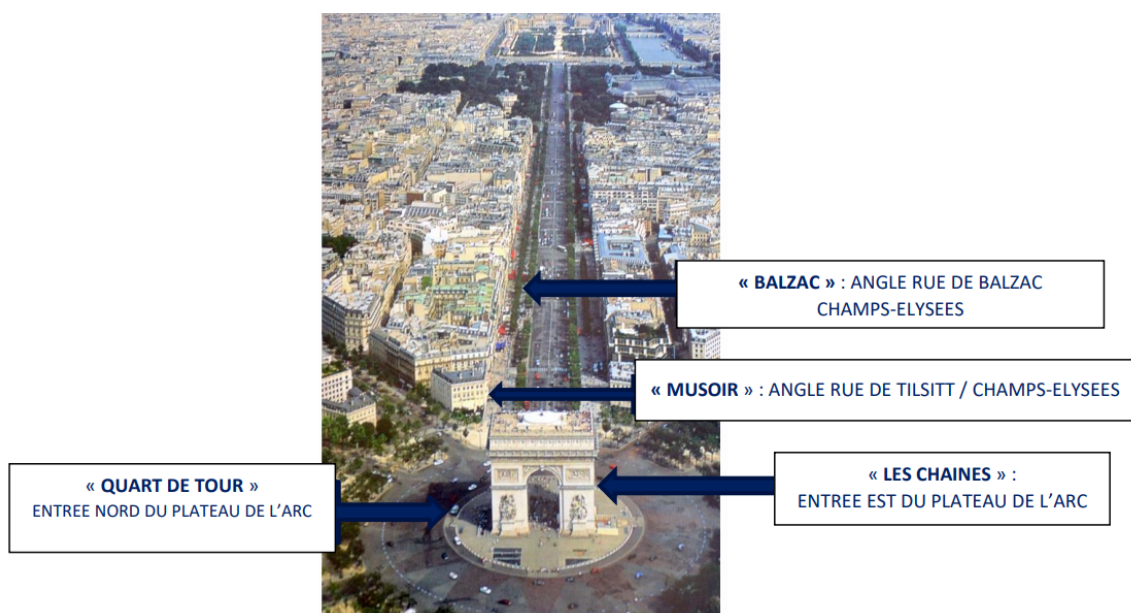 « BALZAC » : ANGLE RUE DE BALZAC
CHAMPS-ELYSEES
« MUSOIR » : ANGLE RUE DE TILSITT / CHAMPS-ELYSEES
« QUART DE TOUR »
ENTREE NORD DU PLATEAU DE L’ARC
« LES CHAINES » :
ENTREE EST DU PLATEAU DE L’ARC